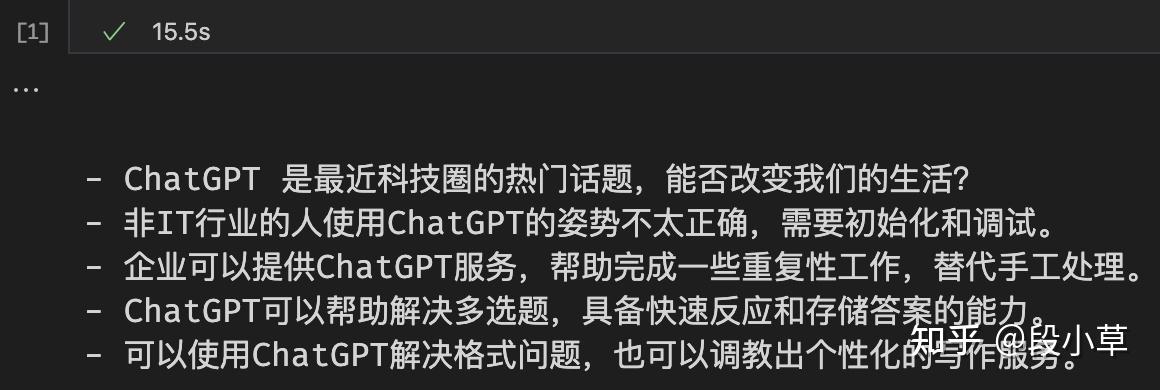 [1] ✓ 15.5s
...
- ChatGPT 是最近科技圈的热门话题，能否改变我们的生活？
- 非IT行业的人使用ChatGPT的姿势不太正确，需要初始化和调试。
- 企业可以提供ChatGPT服务，帮助完成一些重复性工作，替代手工处理。
- ChatGPT可以帮助解决多选题，具备快速反应和存储答案的能力。
- 可以使用ChatGPT解决格式问题，也可以调教出个性化的写作服务。
知乎 @段小草